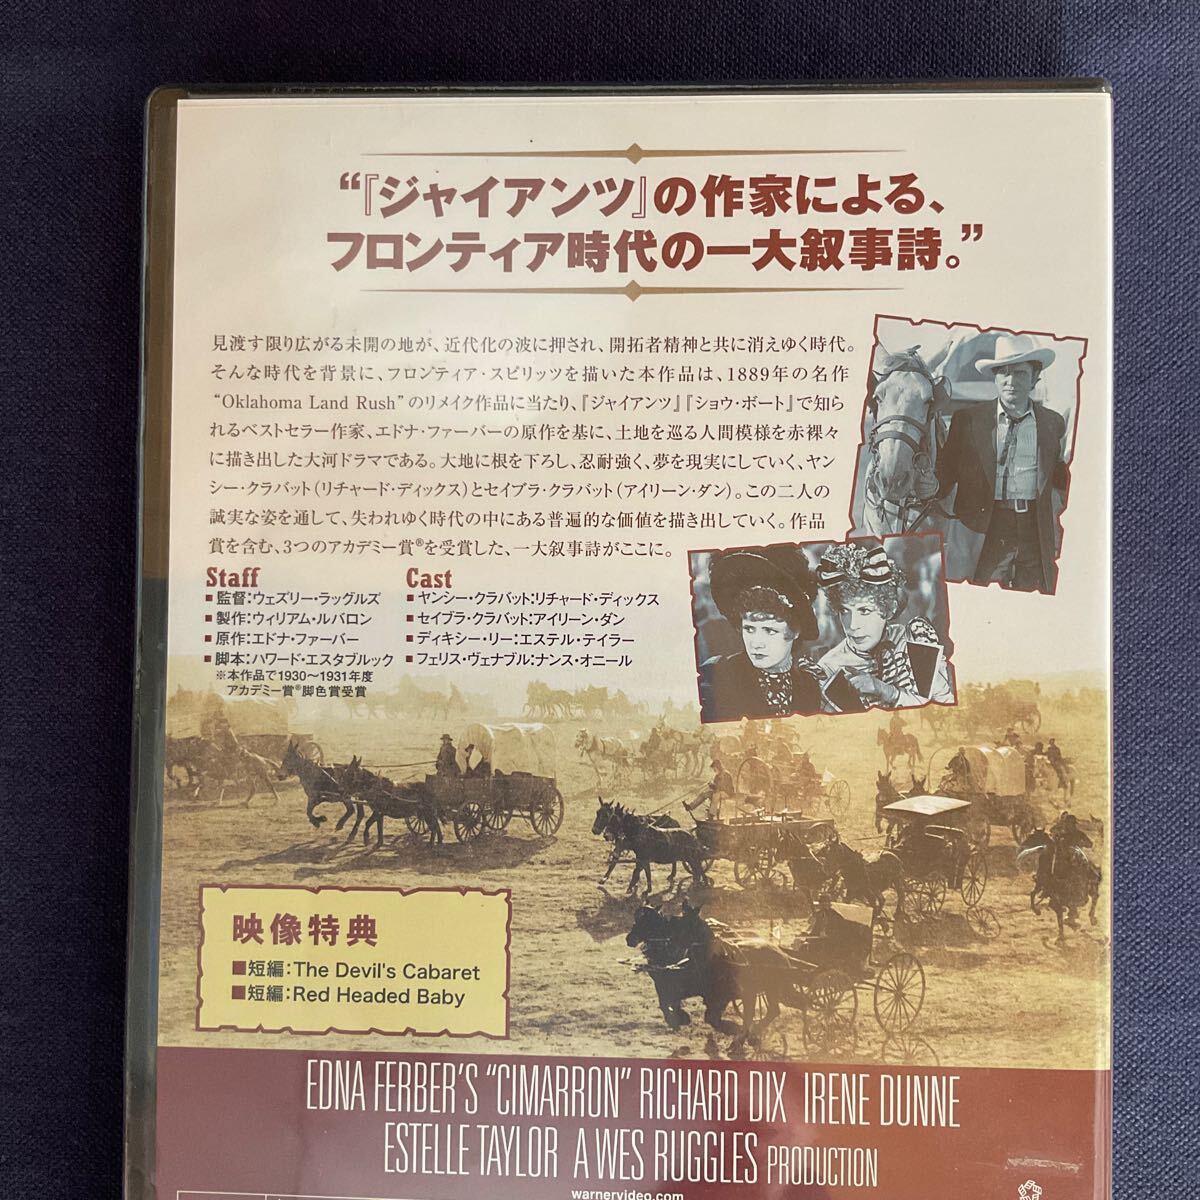 “『ジャイアンツ』の作家による、
フロンティア時代の一大叙事詩。”
見渡す限り広がる未開の地が、近代化の波に押され、開拓者精神と共に消えゆく時代。
そんな時代を背景に、フロンティア・スピリッツを描いた本作品は、1889年の名作
“Oklahoma Land Rush”のリメイク作品に当たり、『ジャイアンツ』『ショウ・ボート』で知ら
れるベストセラー作家、エドナ・ファーバーの原作を基に、土地を巡る人間模様を赤裸々
に描き出した大河ドラマである。大地に根を下ろし、忍耐強く、夢を現実にしていく、ヤン
シー・クラバット（リチャード・ディックス）とセイブラ・クラバット（アイリーン・ダン）。この二人の
誠実な姿を通して、失われゆく時代の中にある普遍的な価値を描き出していく。作品
賞を含む、3つのアカデミー賞®を受賞した、一大叙事詩がここに。
Staff
■監督：ウェズリー・ラッグルズ
■製作：ウィリアム・ルバロン
■原作：エドナ・ファーバー
■脚本：ハワード・エスタブルック
※本作品で1930〜1931年度
アカデミー賞®脚色賞受賞
Cast
■ヤンシー・クラバット：リチャード・ディックス
■セイブラ・クラバット：アイリーン・ダン
■ディキシー・リー：エステル・テイラー
■フェリス・ヴェナブル：ナンス・オニール
映像特典
■短編：The Devil's Cabaret
■短編：Red Headed Baby
EDNA FERBER'S “CIMARRON” RICHARD DIX IRENE DUNNE
ESTELLE TAYLOR A WES RUGGLES PRODUCTION
warnervideo.com